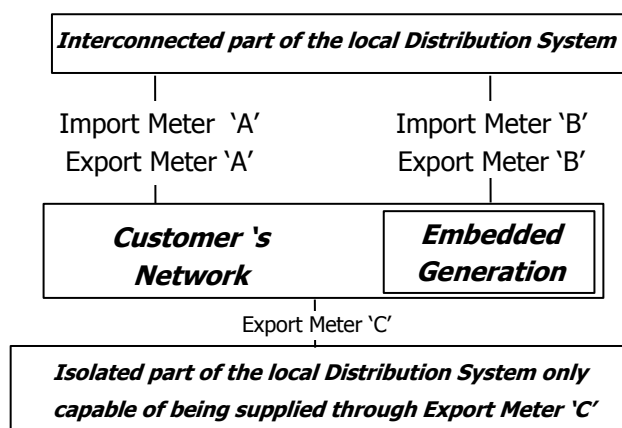 Interconnected part of the local Distribution System
Import Meter ‘A’ Import Meter ‘B’
Export Meter ‘A’ Export Meter ‘B’
Customer ‘s Embedded
Network Generation
Export Meter ‘C’
Isolated part of the local Distribution System only
capable of being supplied through Export Meter ‘C’